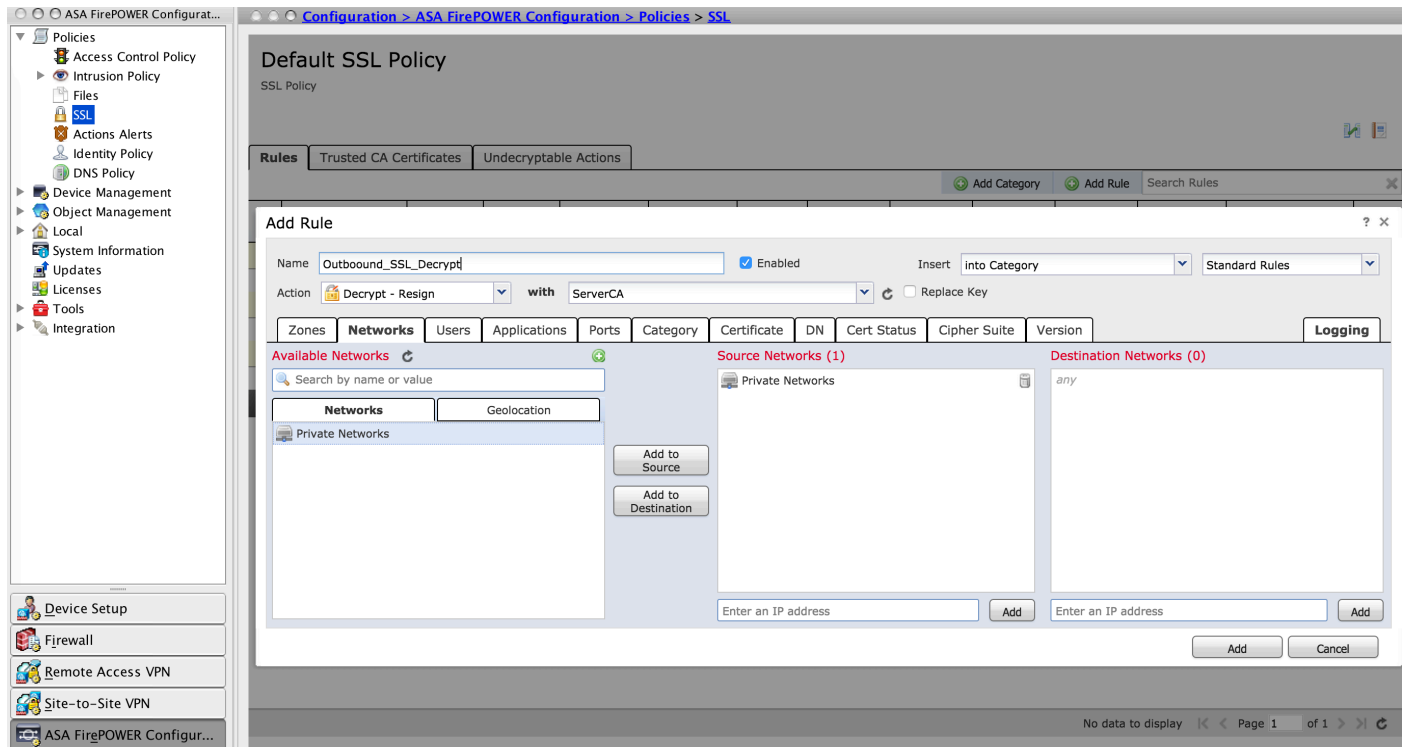 ASA FirePOWER Configurat...
Policies
Access Control Policy
Intrusion Policy
Files
SSL
Actions Alerts
Identity Policy
DNS Policy
Device Management
Object Management
Local
System Information
Updates
Licenses
Tools
Integration
Device Setup
Firewall
Remote Access VPN
Site-to-Site VPN
ASA FirePOWER Configur...
Configuration > ASA FirePOWER Configuration > Policies > SSL
Default SSL Policy
SSL Policy
Rules Trusted CA Certificates Undecryptable Actions
Add Category Add Rule Search Rules
Add Rule ?
Name Outboound_SSL_Decrypt Enabled Insert into Category Standard Rules
Action Decrypt - Resign with ServerCA Replace Key
Zones Networks Users Applications Ports Category Certificate DN Cert Status Cipher Suite Version Logging
Available Networks Source Networks (1) Destination Networks (0)
Search by name or value Private Networks any
Networks Geolocation
Private Networks
Add to
Source
Add to
Destination
Enter an IP address Add Enter an IP address Add
Add Cancel
No data to display Page 1 of 1